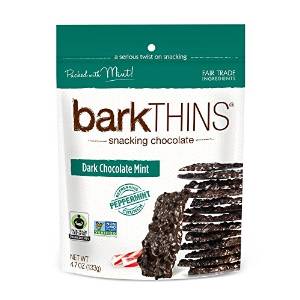 a serious twist on snacking
Packed with Mint!
FAIR TRADE
INGREDIENTS
barkTHINS
snacking chocolate
Dark Chocolate Mint
PEPPERMINT
NET WT
4.7 OZ (133g)